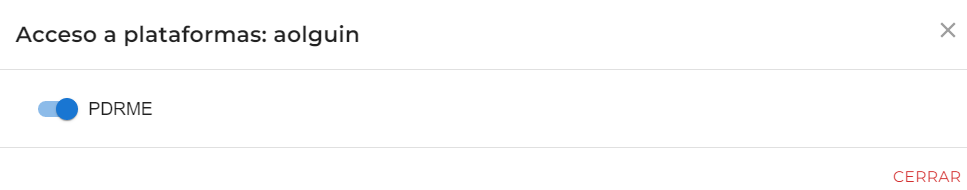 Acceso a plataformas: aolguin
PDRME
CERRAR